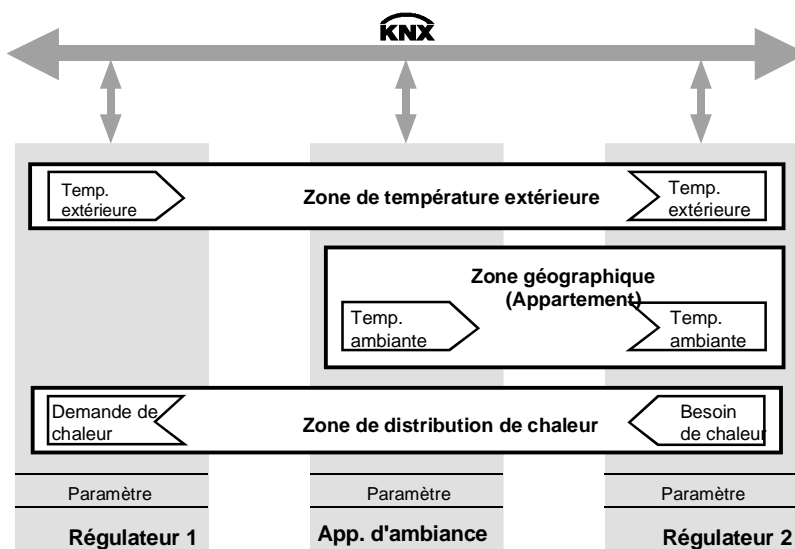 KNX
Temp.
extérieure
Zone de température extérieure
Temp.
extérieure
Zone géographique
(Appartement)
Temp.
ambiante
Temp.
ambiante
Demande de
chaleur
Zone de distribution de chaleur
Besoin
de chaleur
Paramètre
Paramètre
Paramètre
Régulateur 1
App. d'ambiance
Régulateur 2